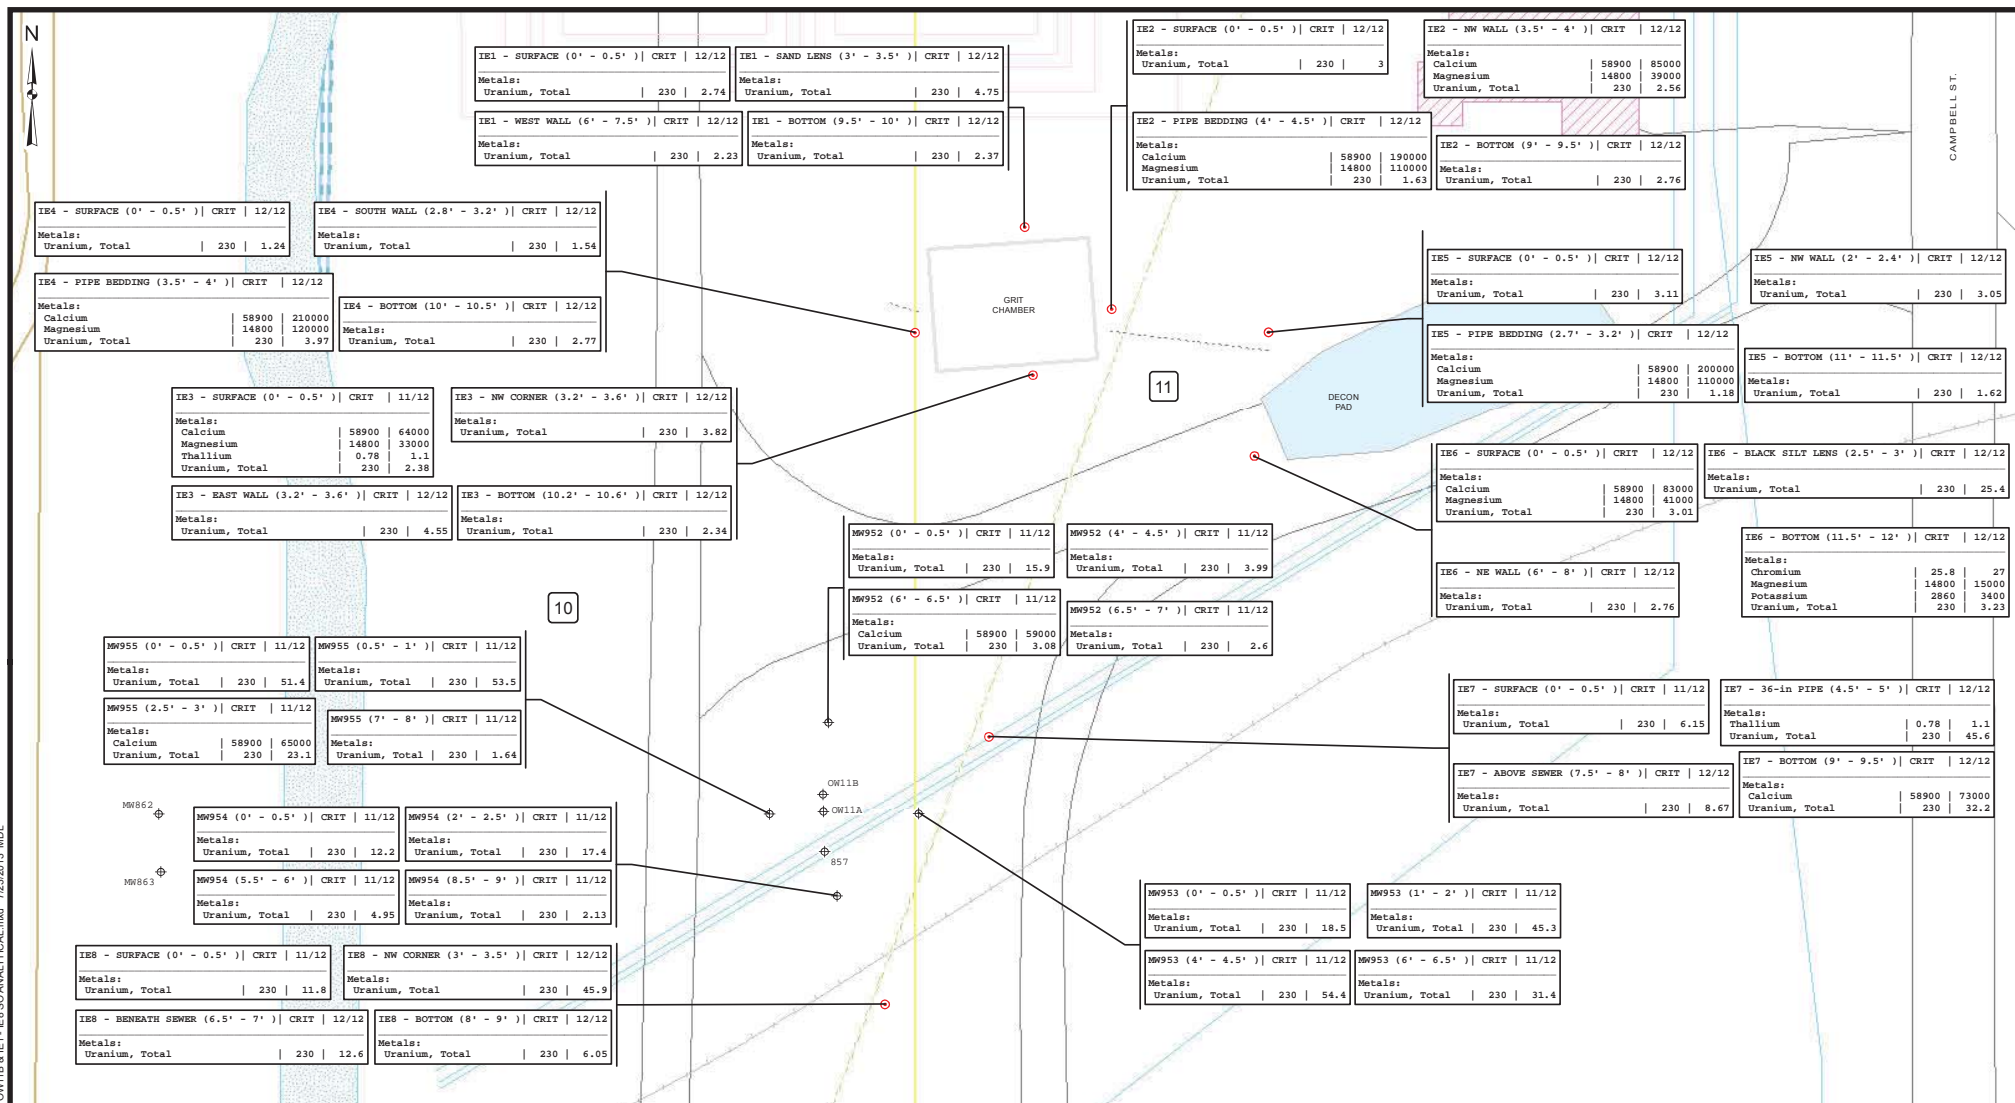 N
IE1 - SURFACE (0' - 0.5' )| CRIT | 12/12
Metals:
Uranium, Total | 230 | 2.74
IE1 - SAND LENS (3' - 3.5' )| CRIT | 12/12
Metals:
Uranium, Total | 230 | 4.75
IE1 - WEST WALL (6' - 7.5' )| CRIT | 12/12
Metals:
Uranium, Total | 230 | 2.23
IE1 - BOTTOM (9.5' - 10' )| CRIT | 12/12
Metals:
Uranium, Total | 230 | 2.37
IE2 - SURFACE (0' - 0.5' )| CRIT | 12/12
Metals:
Uranium, Total | 230 | 3
IE2 - NW WALL (3.5' - 4' )| CRIT | 12/12
Metals:
Calcium | 58900 | 85000
Magnesium | 14800 | 39000
Uranium, Total | 230 | 2.56
IE2 - PIPE BEDDING (4' - 4.5' )| CRIT | 12/12
Metals:
Calcium | 58900 | 190000
Magnesium | 14800 | 110000
Uranium, Total | 230 | 1.63
IE2 - BOTTOM (9' - 9.5' )| CRIT | 12/12
Metals:
Uranium, Total | 230 | 2.76
CAMPBELL ST.
IE4 - SURFACE (0' - 0.5' )| CRIT | 12/12
Metals:
Uranium, Total | 230 | 1.24
IE4 - SOUTH WALL (2.8' - 3.2' )| CRIT | 12/12
Metals:
Uranium, Total | 230 | 1.54
IE4 - PIPE BEDDING (3.5' - 4' )| CRIT | 12/12
Metals:
Calcium | 58900 | 210000
Magnesium | 14800 | 120000
Uranium, Total | 230 | 3.97
IE4 - BOTTOM (10' - 10.5' )| CRIT | 12/12
Metals:
Uranium, Total | 230 | 2.77
GRIT
CHAMBER
IE5 - SURFACE (0' - 0.5' )| CRIT | 12/12
Metals:
Uranium, Total | 230 | 3.11
IE5 - NW WALL (2' - 2.4' )| CRIT | 12/12
Metals:
Uranium, Total | 230 | 3.05
IE5 - PIPE BEDDING (2.7' - 3.2' )| CRIT | 12/12
Metals:
Calcium | 58900 | 200000
Magnesium | 14800 | 110000
Uranium, Total | 230 | 1.18
IE5 - BOTTOM (11' - 11.5' )| CRIT | 12/12
Metals:
Uranium, Total | 230 | 1.62
11
DECON
PAD
IE3 - SURFACE (0' - 0.5' )| CRIT | 11/12
Metals:
Calcium | 58900 | 64000
Magnesium | 14800 | 33000
Thallium | 0.78 | 1.1
Uranium, Total | 230 | 2.38
IE3 - NW CORNER (3.2' - 3.6' )| CRIT | 12/12
Metals:
Uranium, Total | 230 | 3.82
IE3 - EAST WALL (3.2' - 3.6' )| CRIT | 12/12
Metals:
Uranium, Total | 230 | 4.55
IE3 - BOTTOM (10.2' - 10.6' )| CRIT | 12/12
Metals:
Uranium, Total | 230 | 2.34
IE6 - SURFACE (0' - 0.5' )| CRIT | 12/12
Metals:
Calcium | 58900 | 83000
Magnesium | 14800 | 41000
Uranium, Total | 230 | 3.01
IE6 - BLACK SILT LENS (2.5' - 3' )| CRIT | 12/12
Metals:
Uranium, Total | 230 | 25.4
IE6 - NE WALL (6' - 8' )| CRIT | 12/12
Metals:
Uranium, Total | 230 | 2.76
IE6 - BOTTOM (11.5' - 12' )| CRIT | 12/12
Metals:
Chromium | 25.8 | 27
Magnesium | 14800 | 15000
Potassium | 2860 | 3400
Uranium, Total | 230 | 3.23
MW952 (0' - 0.5' )| CRIT | 11/12
Metals:
Uranium, Total | 230 | 15.9
MW952 (4' - 4.5' )| CRIT | 11/12
Metals:
Uranium, Total | 230 | 3.99
MW952 (6' - 6.5' )| CRIT | 11/12
Metals:
Calcium | 58900 | 59000
Uranium, Total | 230 | 3.08
MW952 (6.5' - 7' )| CRIT | 11/12
Metals:
Uranium, Total | 230 | 2.6
10
MW955 (0' - 0.5' )| CRIT | 11/12
Metals:
Uranium, Total | 230 | 51.4
MW955 (0.5' - 1' )| CRIT | 11/12
Metals:
Uranium, Total | 230 | 53.5
MW955 (2.5' - 3' )| CRIT | 11/12
Metals:
Calcium | 58900 | 65000
Uranium, Total | 230 | 23.1
MW955 (7' - 8' )| CRIT | 11/12
Metals:
Uranium, Total | 230 | 1.64
IE7 - SURFACE (0' - 0.5' )| CRIT | 11/12
Metals:
Uranium, Total | 230 | 6.15
IE7 - 36-in PIPE (4.5' - 5' )| CRIT | 12/12
Metals:
Thallium | 0.78 | 1.1
Uranium, Total | 230 | 45.6
IE7 - ABOVE SEWER (7.5' - 8' )| CRIT | 12/12
Metals:
Uranium, Total | 230 | 8.67
IE7 - BOTTOM (9' - 9.5' )| CRIT | 12/12
Metals:
Calcium | 58900 | 73000
Uranium, Total | 230 | 32.2
OW11B
OW11A
857
MW862
MW863
MW954 (0' - 0.5' )| CRIT | 11/12
Metals:
Uranium, Total | 230 | 12.2
MW954 (2' - 2.5' )| CRIT | 11/12
Metals:
Uranium, Total | 230 | 17.4
MW954 (5.5' - 6' )| CRIT | 11/12
Metals:
Uranium, Total | 230 | 4.95
MW954 (8.5' - 9' )| CRIT | 11/12
Metals:
Uranium, Total | 230 | 2.13
MW953 (0' - 0.5' )| CRIT | 11/12
Metals:
Uranium, Total | 230 | 18.5
MW953 (1' - 2' )| CRIT | 11/12
Metals:
Uranium, Total | 230 | 45.3
MW953 (4' - 4.5' )| CRIT | 11/12
Metals:
Uranium, Total | 230 | 54.4
MW953 (6' - 6.5' )| CRIT | 11/12
Metals:
Uranium, Total | 230 | 31.4
IE8 - SURFACE (0' - 0.5' )| CRIT | 11/12
Metals:
Uranium, Total | 230 | 11.8
IE8 - NW CORNER (3' - 3.5' )| CRIT | 12/12
Metals:
Uranium, Total | 230 | 45.9
IE8 - BENEATH SEWER (6.5' - 7' )| CRIT | 12/12
Metals:
Uranium, Total | 230 | 12.6
IE8 - BOTTOM (8' - 9' )| CRIT | 12/12
Metals:
Uranium, Total | 230 | 6.05